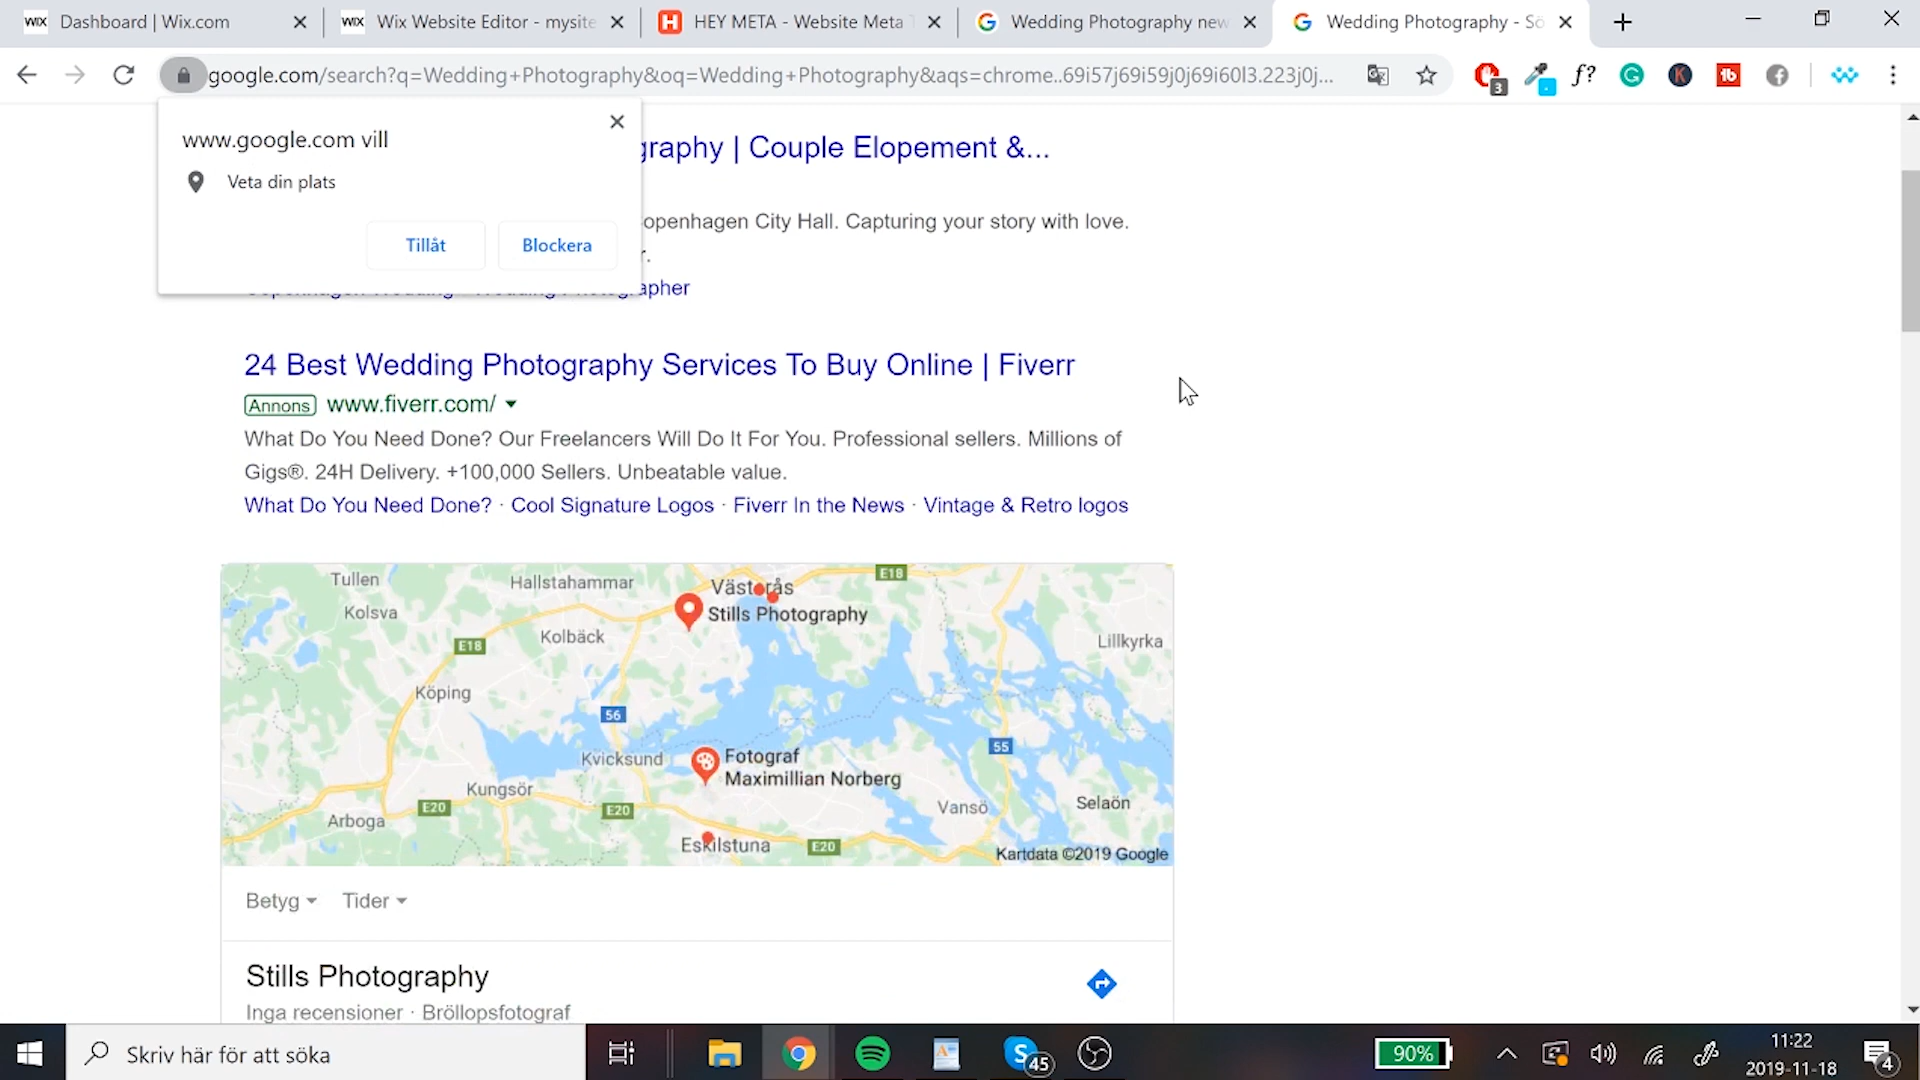 WIX Dashboard | Wix.com
WIX Wix Website Editor - mysite
H HEY META - Website Meta T
Wedding Photography new
Wedding Photography - Sö
google.com/search?q=Wedding+Photography&oq=Wedding+Photography&aqs=chrome..69i57j69i59j0j69i60l3.223j0j...
3
f?
K
www.google.com vill
Veta din plats
Tillåt
Blockera
graphy | Couple Elopement &...
openhagen City Hall. Capturing your story with love.
r.
apher
24 Best Wedding Photography Services To Buy Online | Fiverr
Annons www.fiverr.com/
What Do You Need Done? Our Freelancers Will Do It For You. Professional sellers. Millions of
Gigs®. 24H Delivery. +100,000 Sellers. Unbeatable value.
What Do You Need Done? · Cool Signature Logos · Fiverr In the News · Vintage & Retro logos
Tullen
Hallstahammar
Västerås
E18
Kolsva
Stills Photography
Kolbäck
E18
Lillkyrka
Köping
56
55
Kvicksund
Fotograf
Maximillian Norberg
Kungsör
E20
E20
Vansö
Selaön
Arboga
Eskilstuna
E20
Kartdata ©2019 Google
Betyg
Tider
Stills Photography
Inga recensioner · Bröllopsfotograf
Skriv här för att söka
S 45
90%
11:22
2019-11-18
4